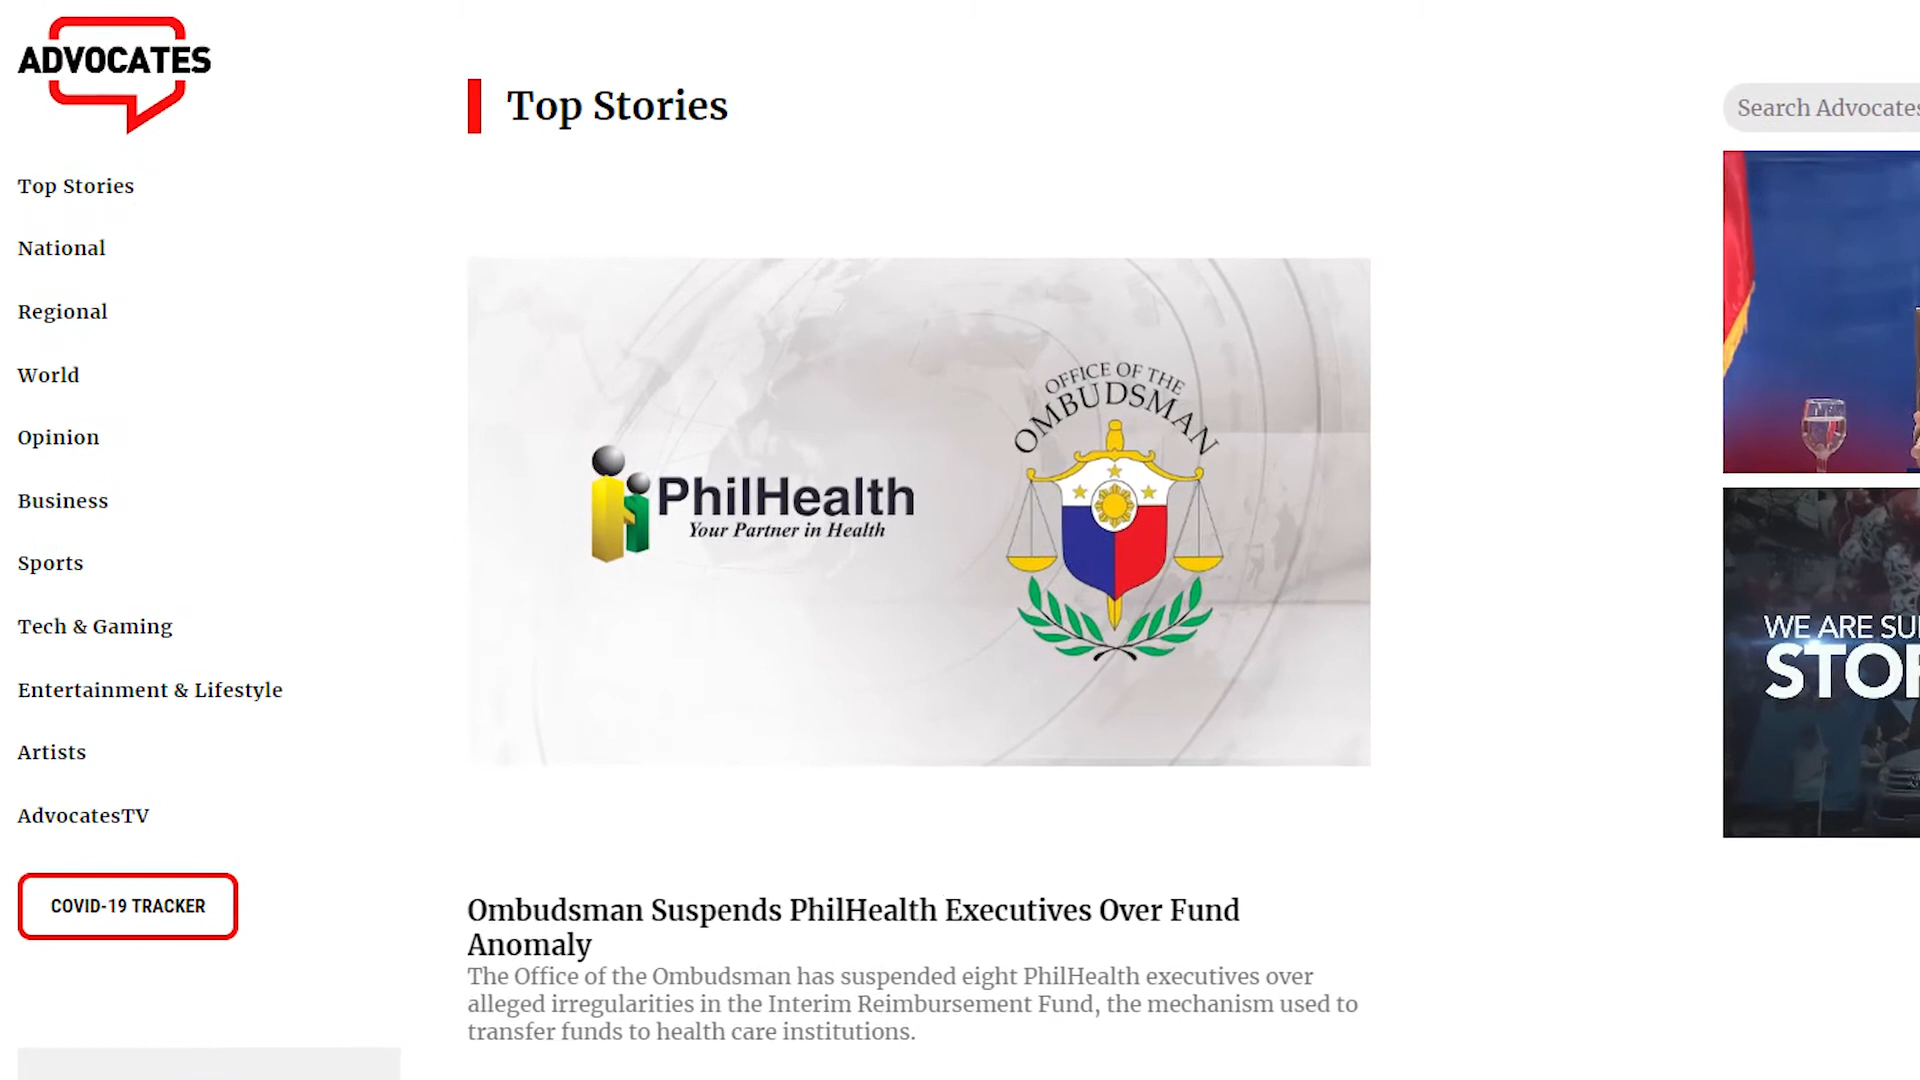 ADVOCATES
Top Stories
National
Regional
World
Opinion
Business
Sports
Tech & Gaming
Entertainment & Lifestyle
Artists
AdvocatesTV
COVID-19 TRACKER
Top Stories
PhilHealth
Your Partner in Health
OFFICE OF THE
OMBUDSMAN
Ombudsman Suspends PhilHealth Executives Over Fund
Anomaly
The Office of the Ombudsman has suspended eight PhilHealth executives over
alleged irregularities in the Interim Reimbursement Fund, the mechanism used to
transfer funds to health care institutions.
Search Advocates
WE ARE